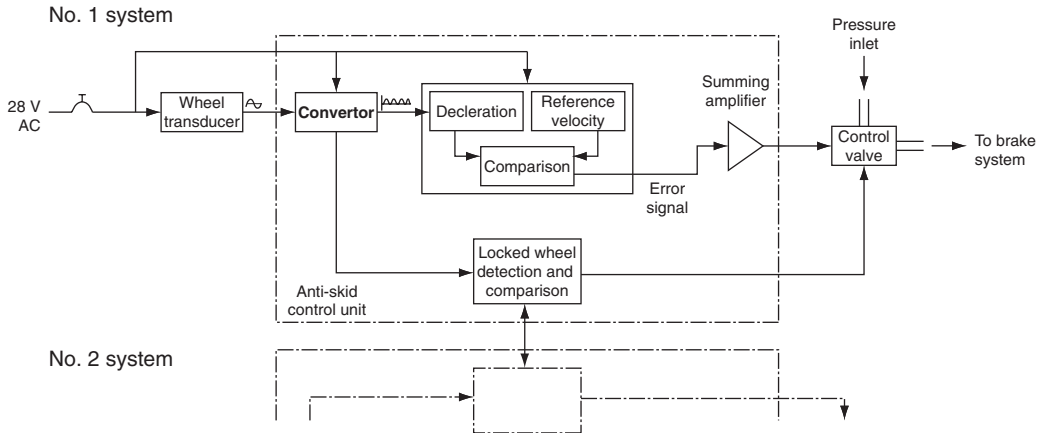 No. 1 system
Pressure
inlet
28 V
AC
Wheel
transducer
Convertor
Decleration
Reference
velocity
Comparison
Summing
amplifier
Control
valve
To brake
system
Error
signal
Locked wheel
detection and
comparison
Anti-skid
control unit
No. 2 system